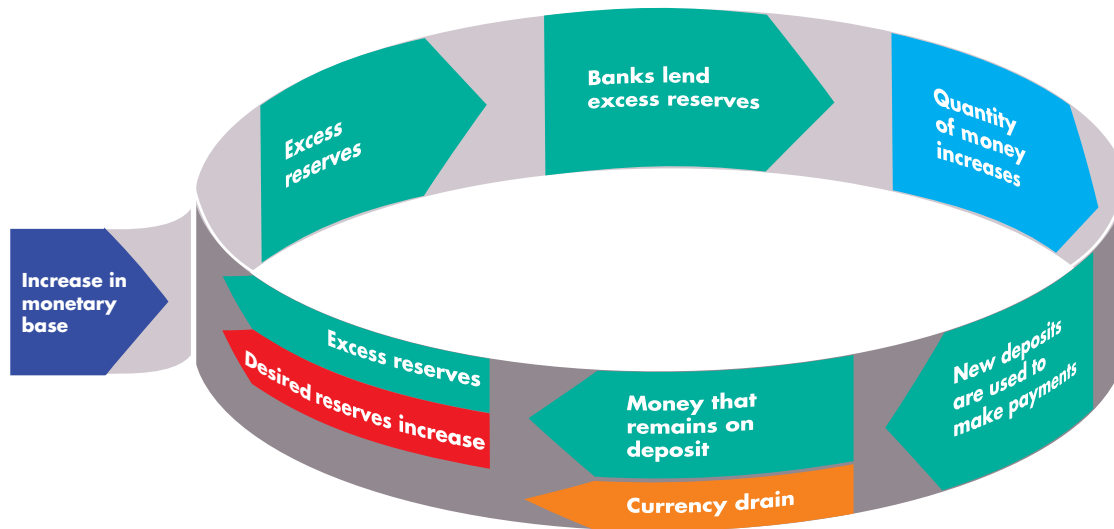 Increase in
monetary
base
Excess
reserves
Banks lend
excess reserves
Quantity
of money
increases
New deposits
are used to
make payments
Money that
remains on
deposit
Currency drain
Excess reserves
Desired reserves increase